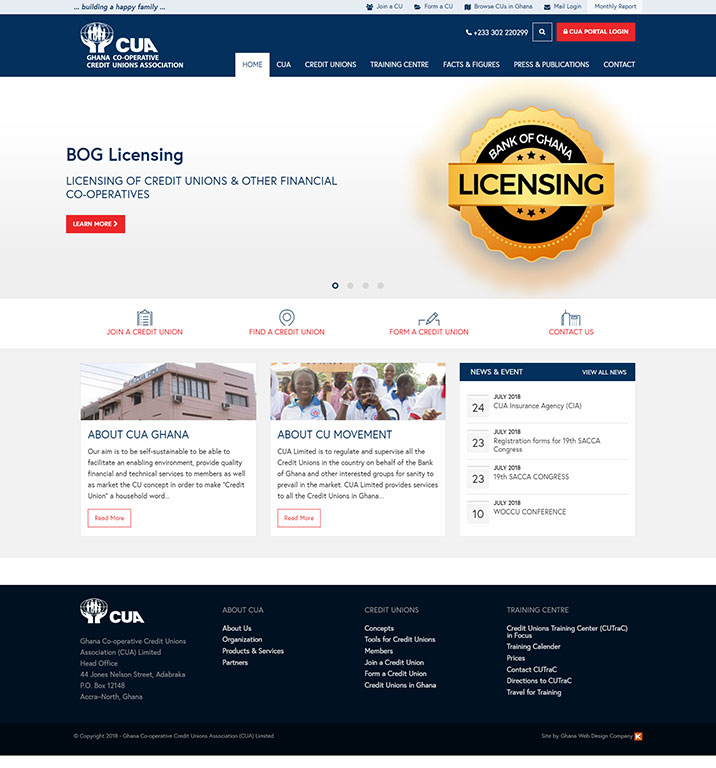 ... building a happy family ...
Join a CU
Form a CU
Browse CUs in Ghana
Mail Login
Monthly Report
CUA
GHANA CO-OPERATIVE
CREDIT UNIONS ASSOCIATION
+233 302 220299
CUA PORTAL LOGIN
HOME
CUA
CREDIT UNIONS
TRAINING CENTRE
FACTS & FIGURES
PRESS & PUBLICATIONS
CONTACT
BOG Licensing
LICENSING OF CREDIT UNIONS & OTHER FINANCIAL
CO-OPERATIVES
LEARN MORE
BANK OF GHANA
LICENSING
JOIN A CREDIT UNION
FIND A CREDIT UNION
FORM A CREDIT UNION
CONTACT US
ABOUT CUA GHANA
Our aim is to be self-sustainable to be able to
facilitate an enabling environment, provide quality
financial and technical services to members as well
as market the CU concept in order to make "Credit
Union" a household word...
Read More
ABOUT CU MOVEMENT
CUA Limited is to regulate and supervise all the
Credit Unions in the country on behalf of the Bank
of Ghana and other interested groups for sanity to
prevail in the market. CUA Limited provides services
to all the Credit Unions in Ghana...
Read More
NEWS & EVENT
VIEW ALL NEWS
24
JULY 2018
CUA Insurance Agency (CIA)
23
JULY 2018
Registration forms for 19th SACCA
Congress
23
JULY 2018
19th SACCA CONGRESS
10
JULY 2018
WOCCU CONFERENCE
CUA
Ghana Co-operative Credit Unions
Association (CUA) Limited
Head Office
44 Jones Nelson Street, Adabraka
P.O. Box 12148
Accra-North, Ghana
ABOUT CUA
About Us
Organization
Products & Services
Partners
CREDIT UNIONS
Concepts
Tools for Credit Unions
Members
Join a Credit Union
Form a Credit Union
Credit Unions in Ghana
TRAINING CENTRE
Credit Unions Training Center (CUTraC)
in Focus
Training Calender
Prices
Contact CUTraC
Directions to CUTraC
Travel for Training
© Copyright 2018 - Ghana Co-operative Credit Unions Association (CUA) Limited
Site by Ghana Web Design Company